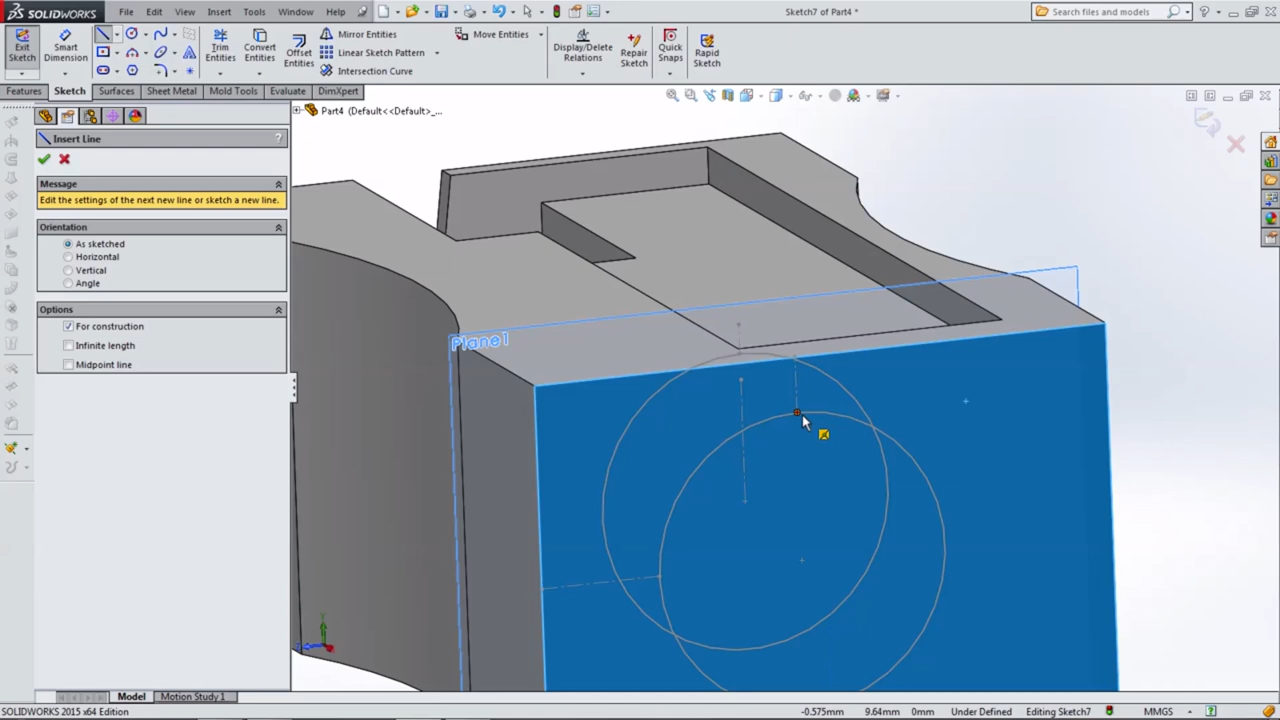 SOLIDWORKS File Edit View Insert Tools Window Help Sketch7 of Part4 * Search files and models
Exit Sketch Smart Dimension Trim Entities Convert Entities Offset Entities Mirror Entities Linear Sketch Pattern Intersection Curve Move Entities Display/Delete Relations Repair Sketch Quick Snaps Rapid Sketch
Features Sketch Surfaces Sheet Metal Mold Tools Evaluate DimXpert
Part4 (Default<<Default>_...
Insert Line ?
Message
Edit the settings of the next new line or sketch a new line.
Orientation
As sketched
Horizontal
Vertical
Angle
Options
For construction
Infinite length
Midpoint line
Plane1
Model Motion Study 1
SOLIDWORKS 2015 x64 Edition -0.575mm 9.64mm 0mm Under Defined Editing Sketch7 MMGS